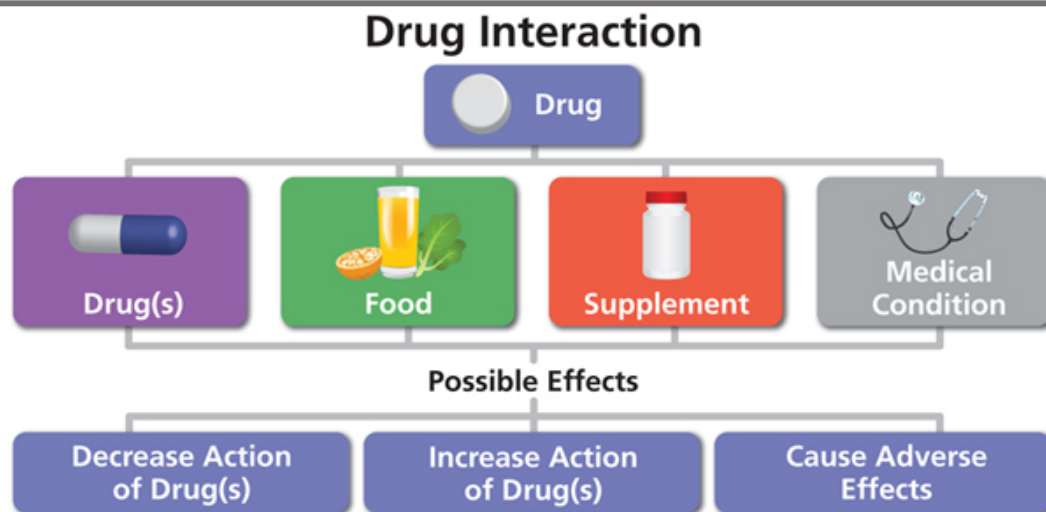 Drug Interaction
Drug
Drug(s)
Food
Supplement
Medical
Condition
Possible Effects
Decrease Action
of Drug(s)
Increase Action
of Drug(s)
Cause Adverse
Effects